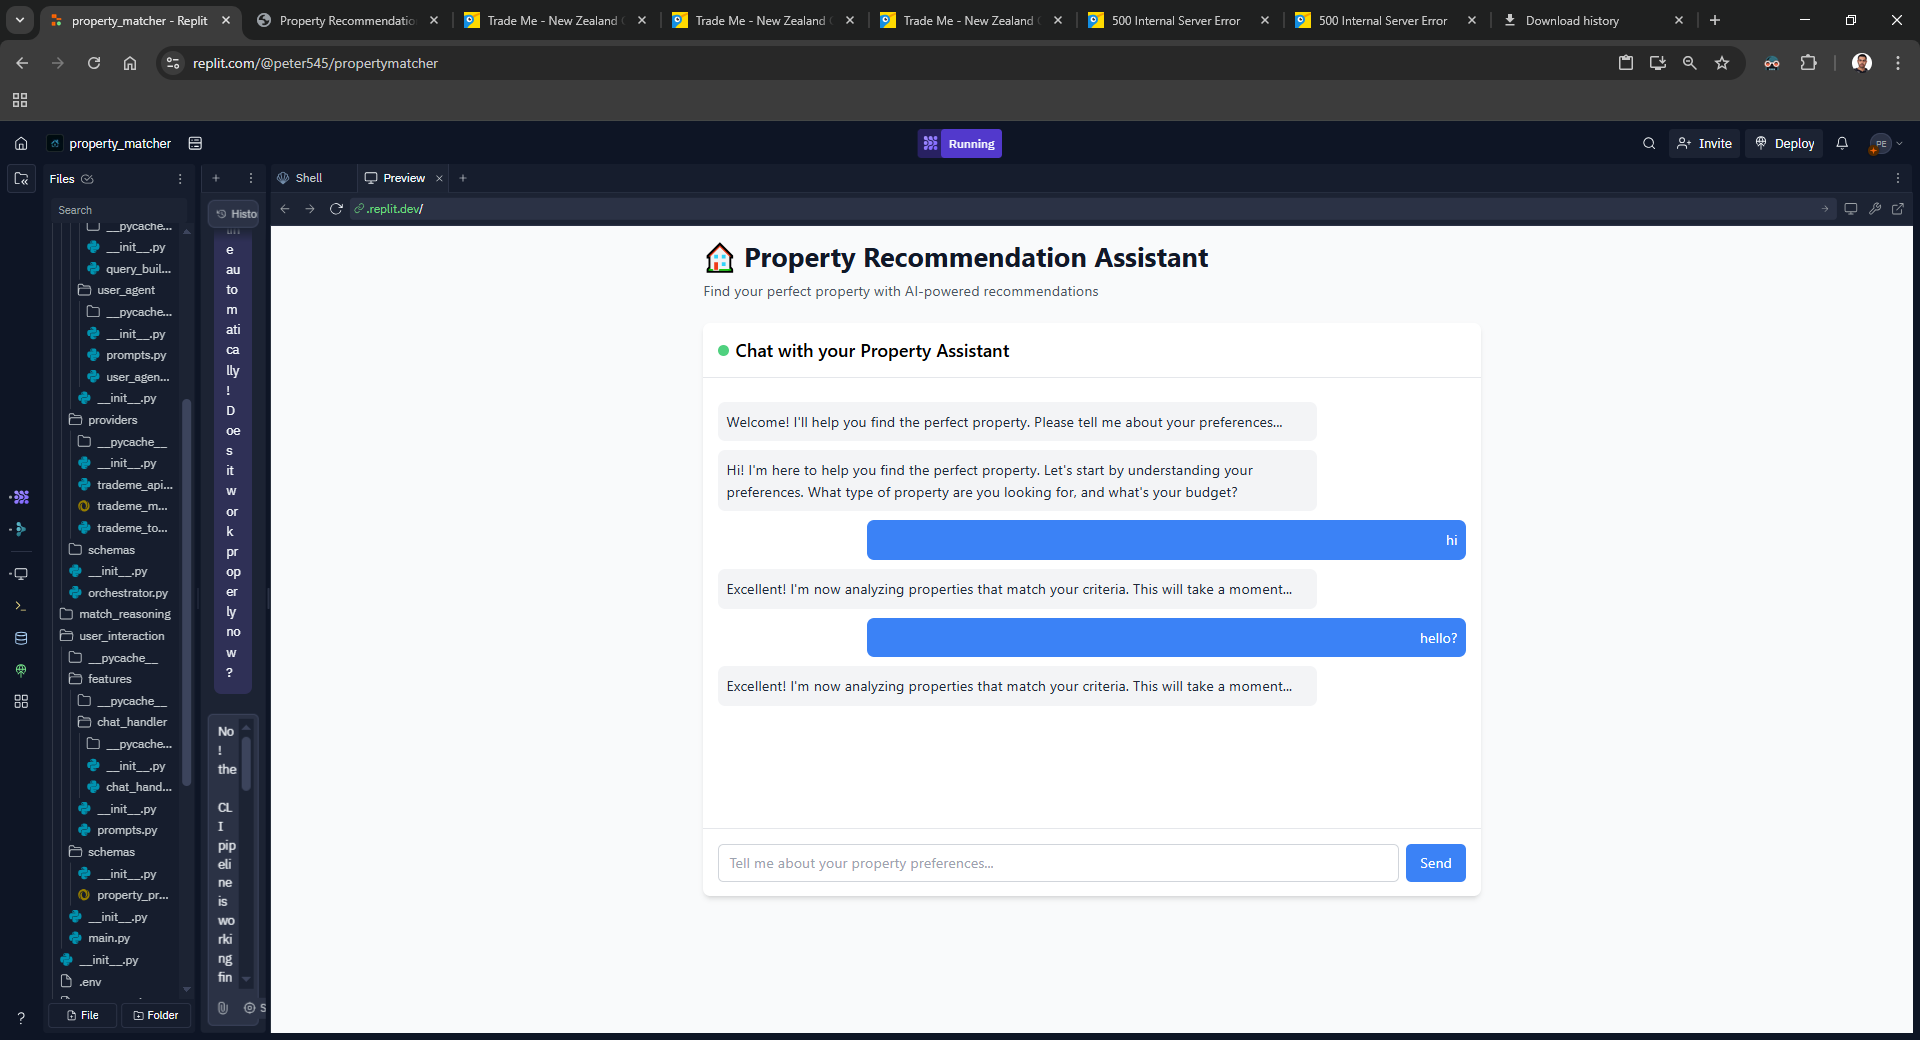 property_matcher - Replit
Property Recommendatio
Trade Me - New Zealand
Trade Me - New Zealand
Trade Me - New Zealand
500 Internal Server Error
500 Internal Server Error
Download history
replit.com/@peter545/propertymatcher
property_matcher
Running
Invite
Deploy
PE
Files
Shell
Preview
Search
Histo
.replit.dev/
__pycache...
__init__.py
query_buil...
user_agent
__pycache...
__init__.py
prompts.py
user_agen...
__init__.py
providers
__pycache__
__init__.py
trademe_api...
trademe_m...
trademe_to...
schemas
__init__.py
orchestrator.py
match_reasoning
user_interaction
__pycache__
features
__pycache__
chat_handler
__pycache...
__init__.py
chat_hand...
__init__.py
prompts.py
schemas
__init__.py
property_pr...
__init__.py
main.py
__init__.py
.env
File
Folder
e
au
to
m
ati
ca
lly
!
D
oe
s
it
w
or
k
pr
op
er
ly
no
w
?
No
!
the
CL
I
pip
eli
ne
is
wo
rki
ng
fin
S
Property Recommendation Assistant
Find your perfect property with AI-powered recommendations
Chat with your Property Assistant
Welcome! I'll help you find the perfect property. Please tell me about your preferences...
Hi! I'm here to help you find the perfect property. Let's start by understanding your
preferences. What type of property are you looking for, and what's your budget?
hi
Excellent! I'm now analyzing properties that match your criteria. This will take a moment...
hello?
Excellent! I'm now analyzing properties that match your criteria. This will take a moment...
Tell me about your property preferences...
Send